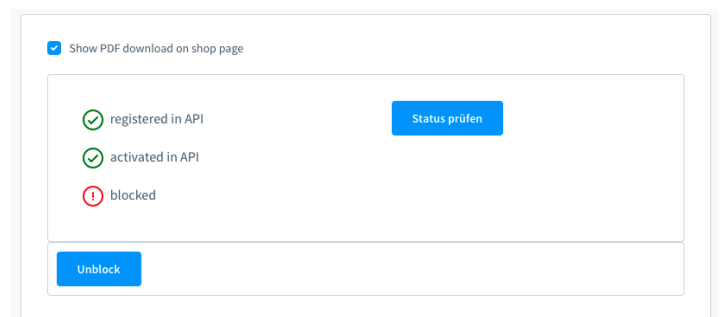 Show PDF download on shop page
registered in API
Status prüfen
activated in API
blocked
Unblock